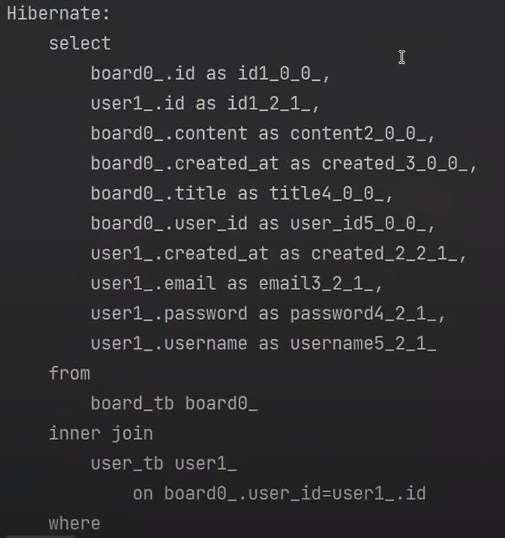 Hibernate:
select
board0_.id as id1_0_0_,
user1_.id as id1_2_1_,
board0_.content as content2_0_0_,
board0_.created_at as created_3_0_0_,
board0_.title as title4_0_0_,
board0_.user_id as user_id5_0_0_,
user1_.created_at as created_2_2_1_,
user1_.email as email3_2_1_,
user1_.password as password4_2_1_,
user1_.username as username5_2_1_
from
board_tb board0_
inner join
user_tb user1_
on board0_.user_id=user1_.id
where